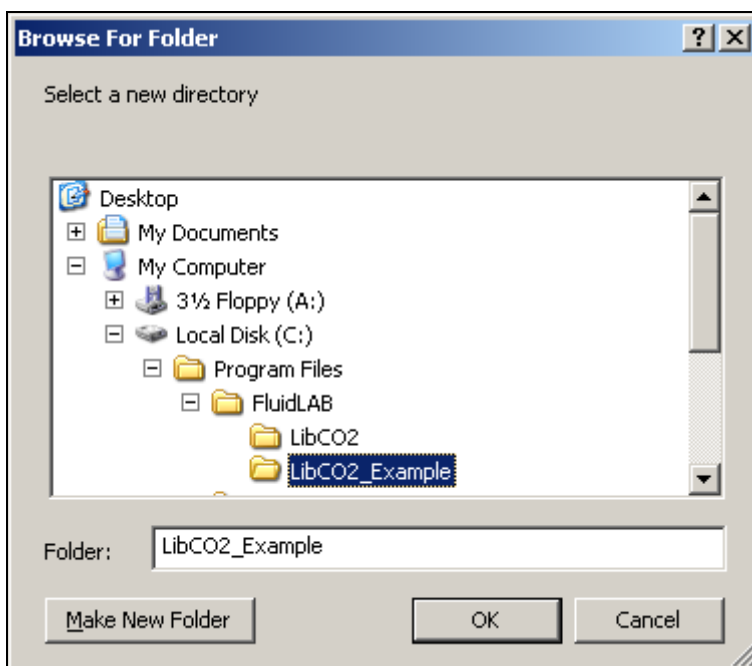 Browse For Folder
Select a new directory
Desktop
My Documents
My Computer
3½ Floppy (A:)
Local Disk (C:)
Program Files
FluidLAB
LibCO2
LibCO2_Example
Folder: LibCO2_Example
Make New Folder OK Cancel